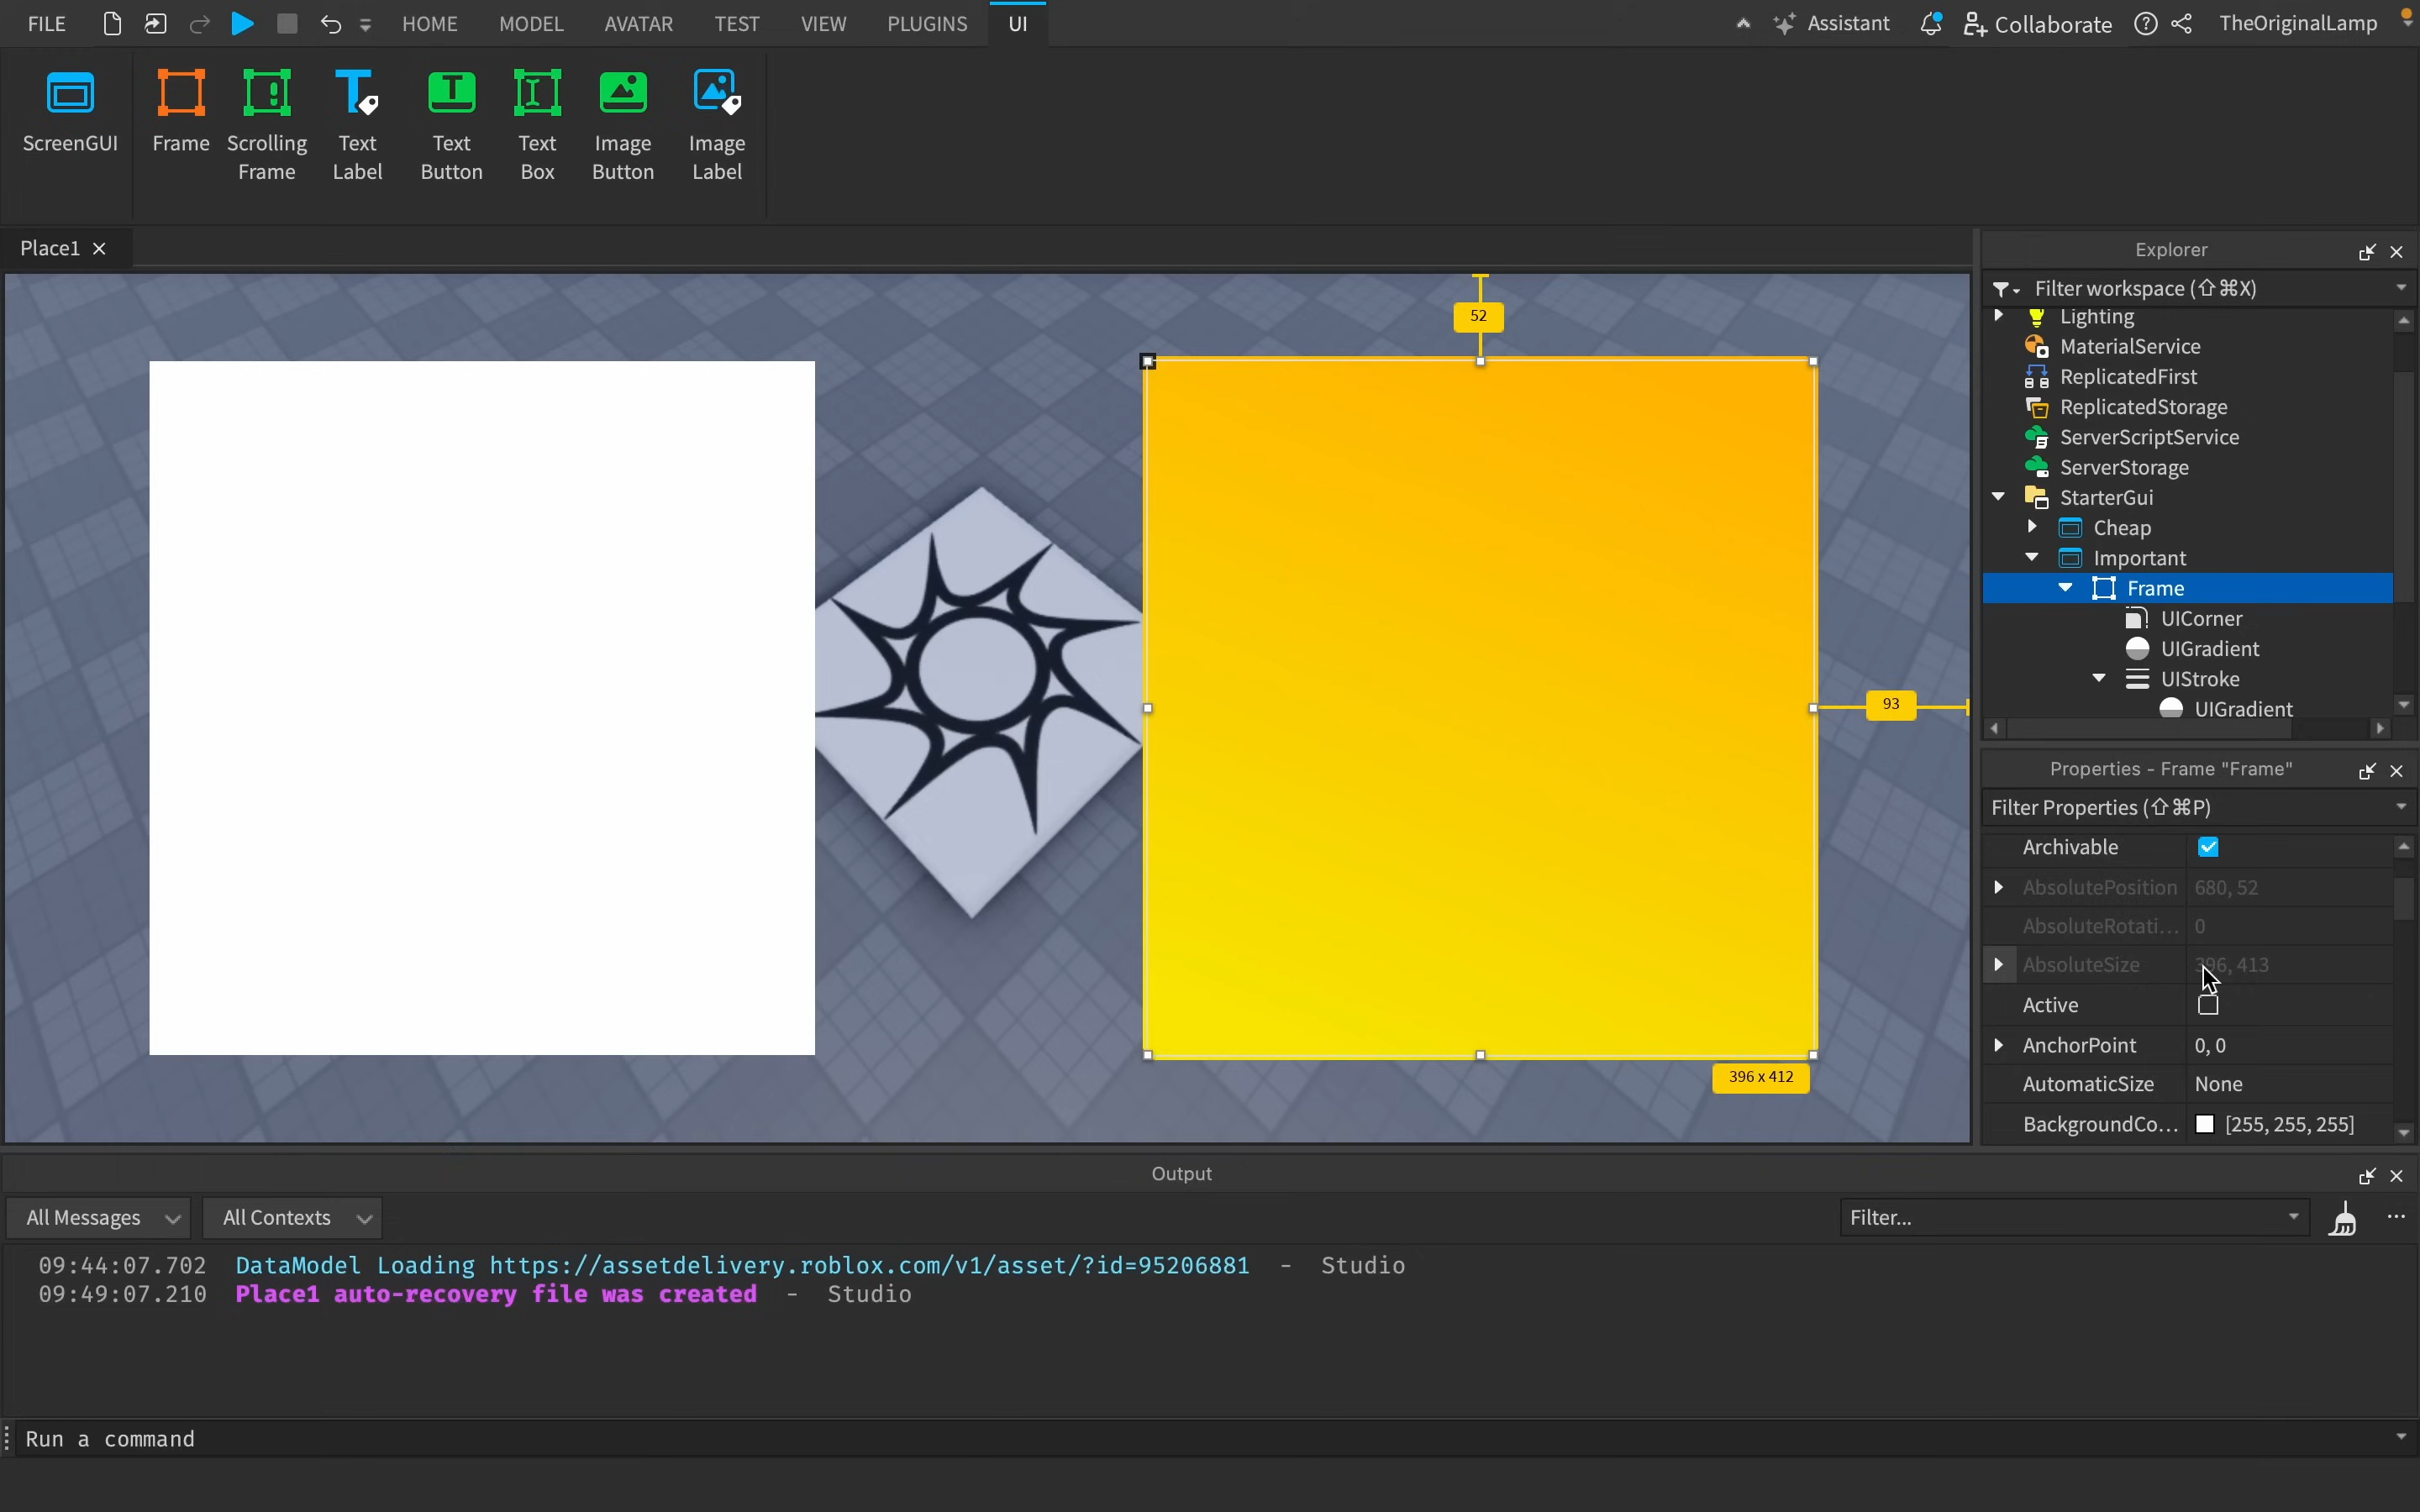 FILE HOME MODEL AVATAR TEST VIEW PLUGINS UI Assistant Collaborate TheOriginalLamp
ScreenGUI Frame Scrolling Frame Text Label Text Button Text Box Image Button Image Label
Place1
52
93
396 x 412
Explorer
Filter workspace (⇧⌘X)
Lighting
MaterialService
ReplicatedFirst
ReplicatedStorage
ServerScriptService
ServerStorage
StarterGui
Cheap
Important
Frame
UICorner
UIGradient
UIStroke
UIGradient
Properties - Frame "Frame"
Filter Properties (⇧⌘P)
Archivable
AbsolutePosition 680, 52
AbsoluteRotati... 0
AbsoluteSize 396, 413
Active
AnchorPoint 0, 0
AutomaticSize None
BackgroundCo... [255, 255, 255]
Output
All Messages All Contexts Filter...
09:44:07.702 DataModel Loading https://assetdelivery.roblox.com/v1/asset/?id=95206881 - Studio
09:49:07.210 Place1 auto-recovery file was created - Studio
Run a command